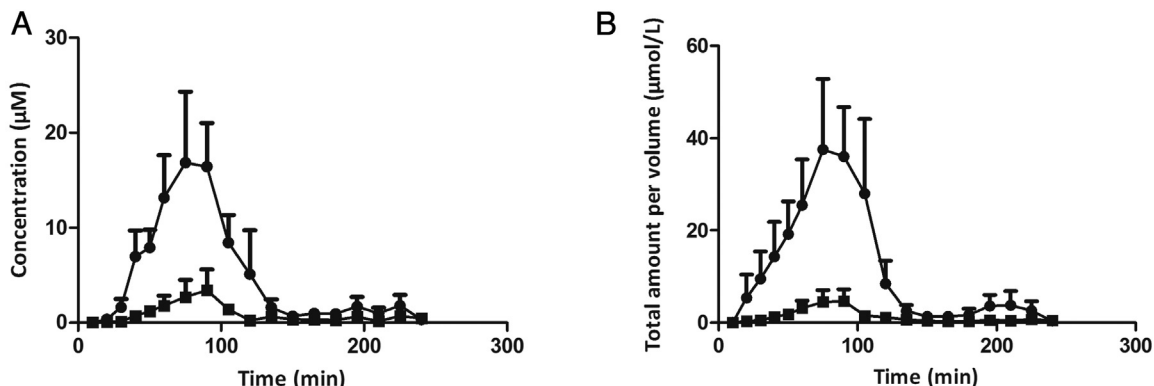 A
B
Concentration (µM)
30
20
10
0
0 100 200 300
Time (min)
Total amount per volume (µmol/L)
60
40
20
0
0 100 200 300
Time (min)